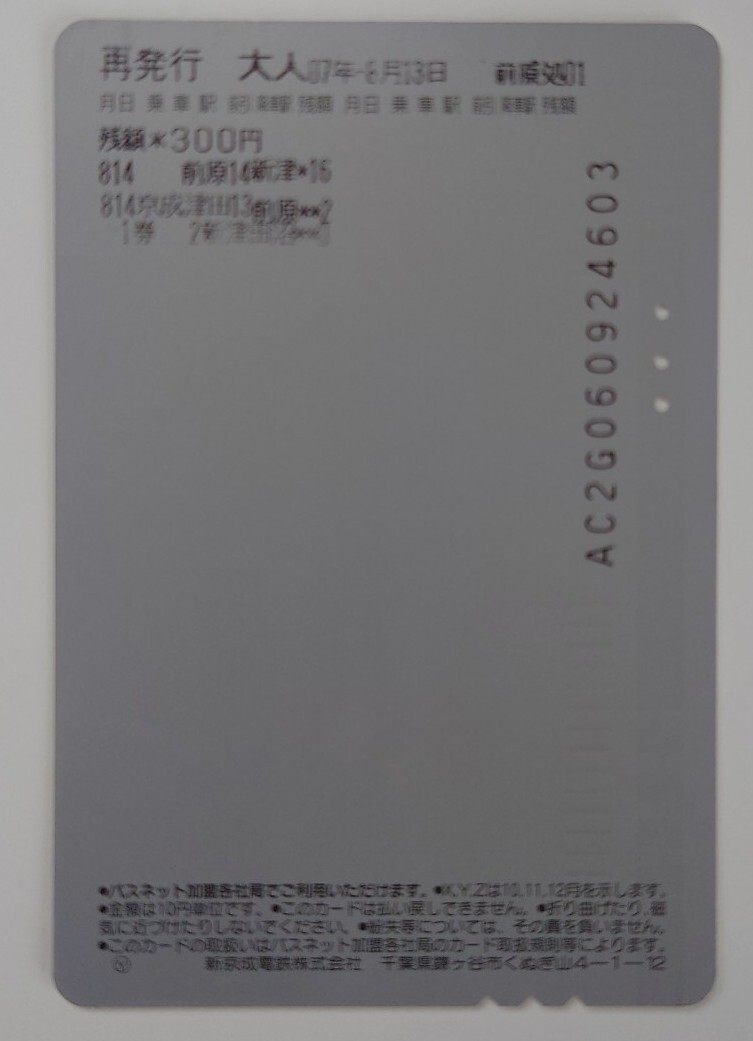 再発行 大人07年-8月13日 前原処01
月日 乗車駅 降車駅 残額 月日 乗車駅 降車駅 残額
残額*300円
814 前原14新津*16
814京成津田13前原**2
1券
AC2G060924603
•パスネット加盟各社局でご利用いただけます。•K.Y.Zは10.11.12月を示します。
•金額は10円単位です。•このカードは払い戻しできません。•折り曲げたり、磁
気に近づけたりしないでください。•紛失等については、その責を負いません。
•このカードの取扱いはパスネット加盟各社局のカード取扱規則等によります。
新京成電鉄株式会社 千葉県鎌ヶ谷市くぬぎ山4-1-12